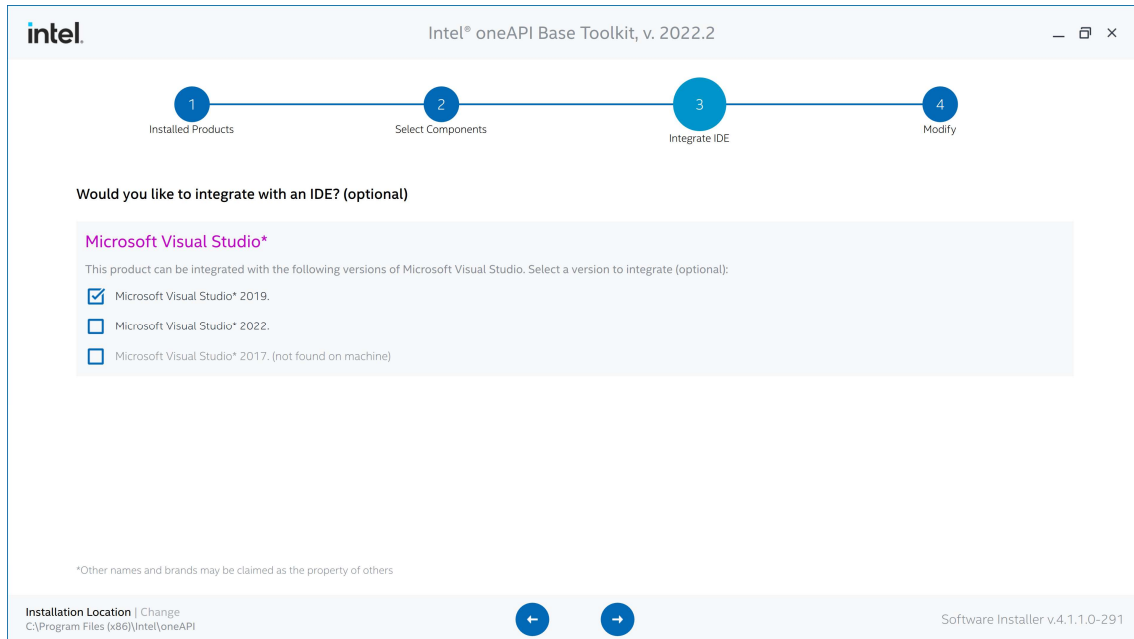 intel.
Intel® oneAPI Base Toolkit, v. 2022.2
1
2
3
4
Installed Products
Select Components
Integrate IDE
Modify
Would you like to integrate with an IDE? (optional)
Microsoft Visual Studio*
This product can be integrated with the following versions of Microsoft Visual Studio. Select a version to integrate (optional):
Microsoft Visual Studio* 2019.
Microsoft Visual Studio* 2022.
Microsoft Visual Studio* 2017. (not found on machine)
*Other names and brands may be claimed as the property of others
Installation Location | Change
C:\Program Files (x86)\Intel\oneAPI
Software Installer v.4.1.1.0-291